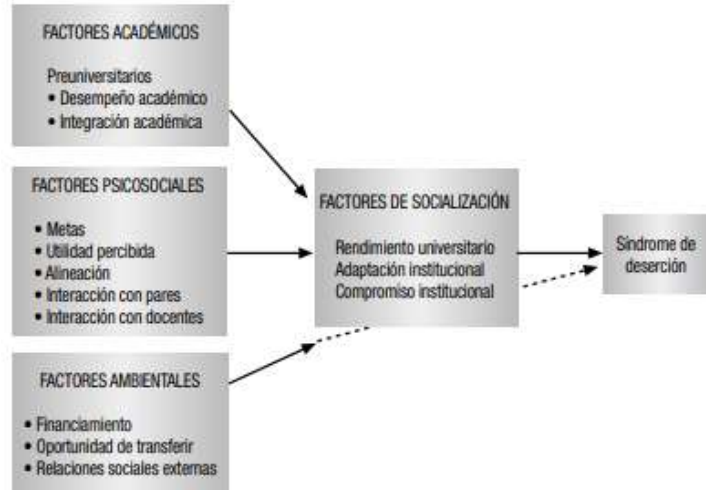 FACTORES ACADÉMICOS
Preuniversitarios
• Desempeño académico
• Integración académica
FACTORES PSICOSOCIALES
• Metas
• Utilidad percibida
• Alineación
• Interacción con pares
• Interacción con docentes
FACTORES AMBIENTALES
• Financiamiento
• Oportunidad de transferir
• Relaciones sociales externas
FACTORES DE SOCIALIZACIÓN
Rendimiento universitario
Adaptación institucional
Compromiso institucional
Síndrome de
deserción